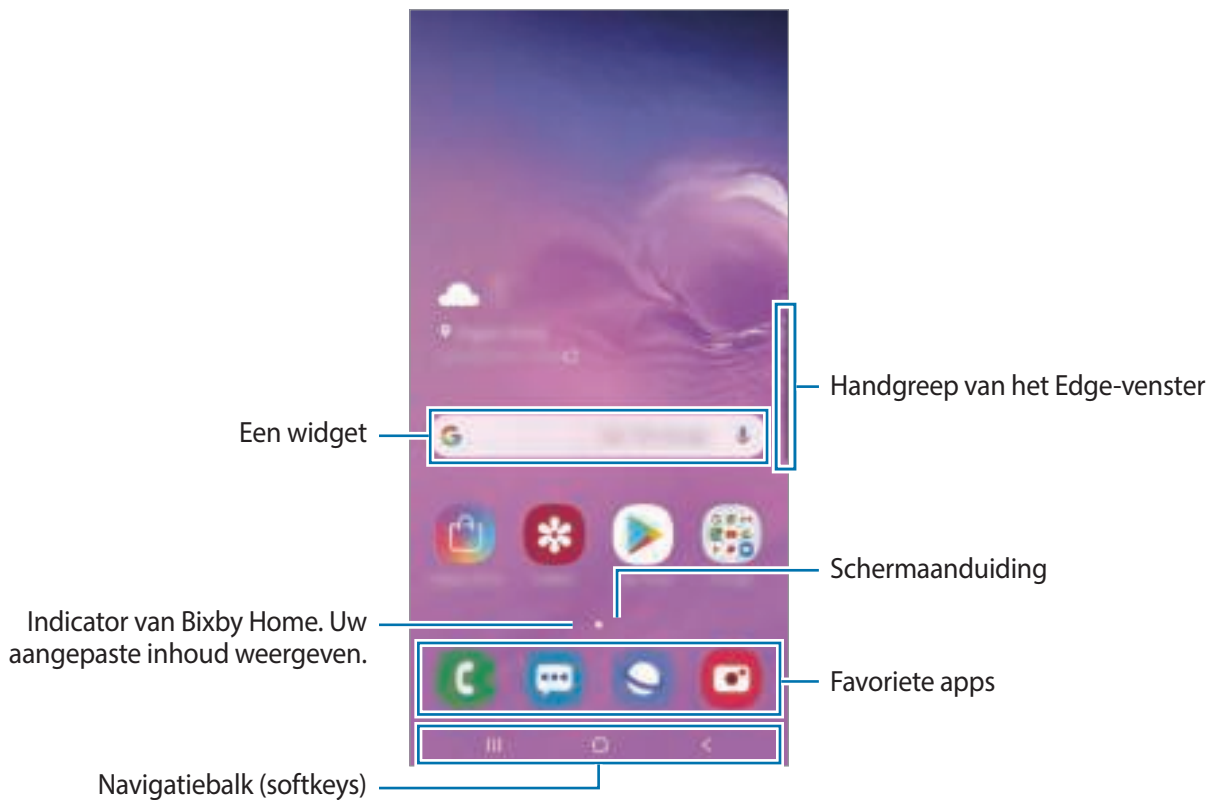 Handgreep van het Edge-venster
Een widget
Schermaanduiding
Indicator van Bixby Home. Uw
aangepaste inhoud weergeven.
Favoriete apps
Navigatiebalk (softkeys)